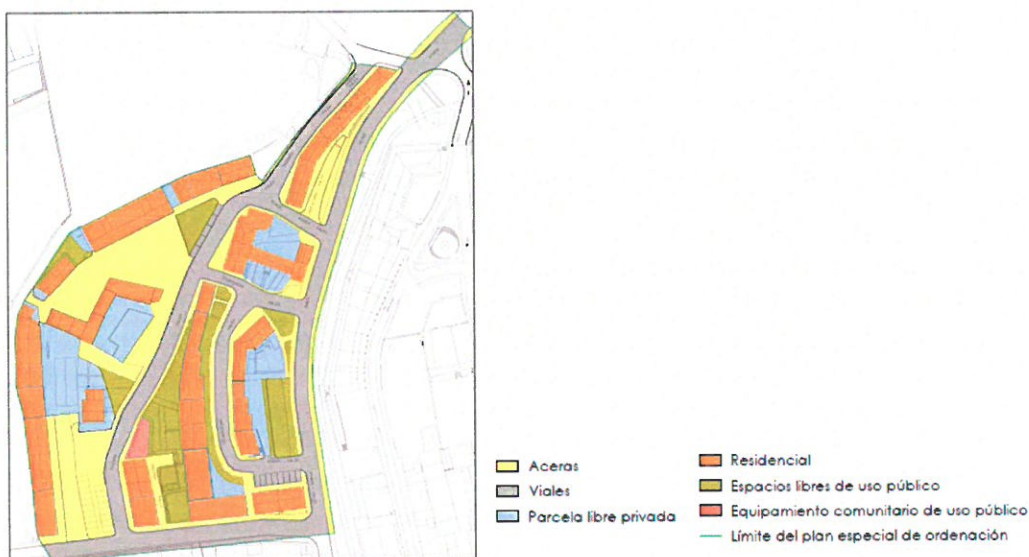 Aceras
Viales
Parcela libre privada
Residencial
Espacios libres de uso público
Equipamiento comunitario de uso público
Límite del plan especial de ordenación